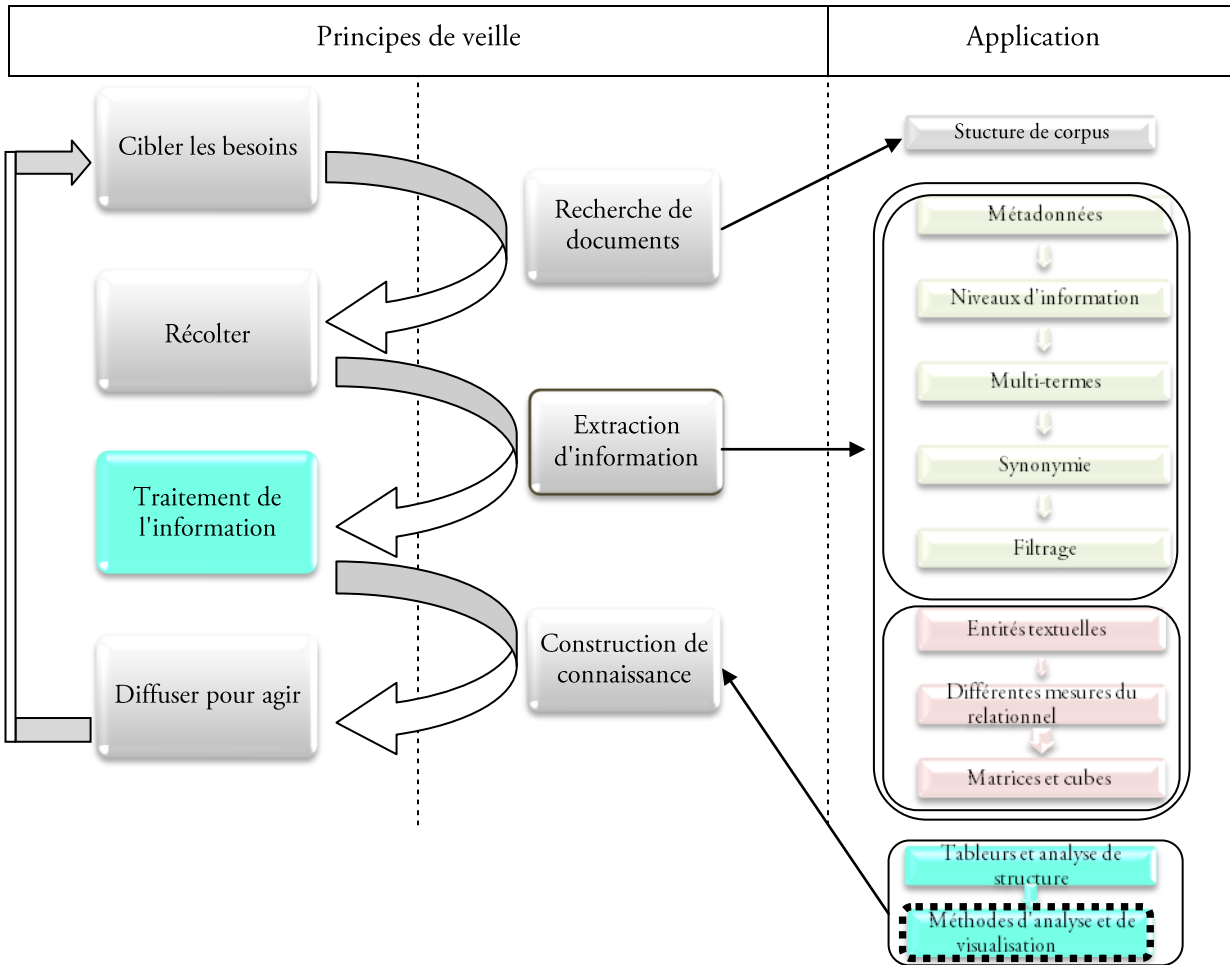 Principes de veille
Application
Cibler les besoins
Récolter
Traitement de
l'information
Diffuser pour agir
Recherche de
documents
Extraction
d'information
Construction de
connaissance
Stucture de corpus
Métadonnées
Niveaux d'information
Multi-termes
Synonymie
Filtrage
Entités textuelles
Différentes mesures du
relationnel
Matrices et cubes
Tableurs et analyse de
structure
Méthodes d'analyse et de
visualisation